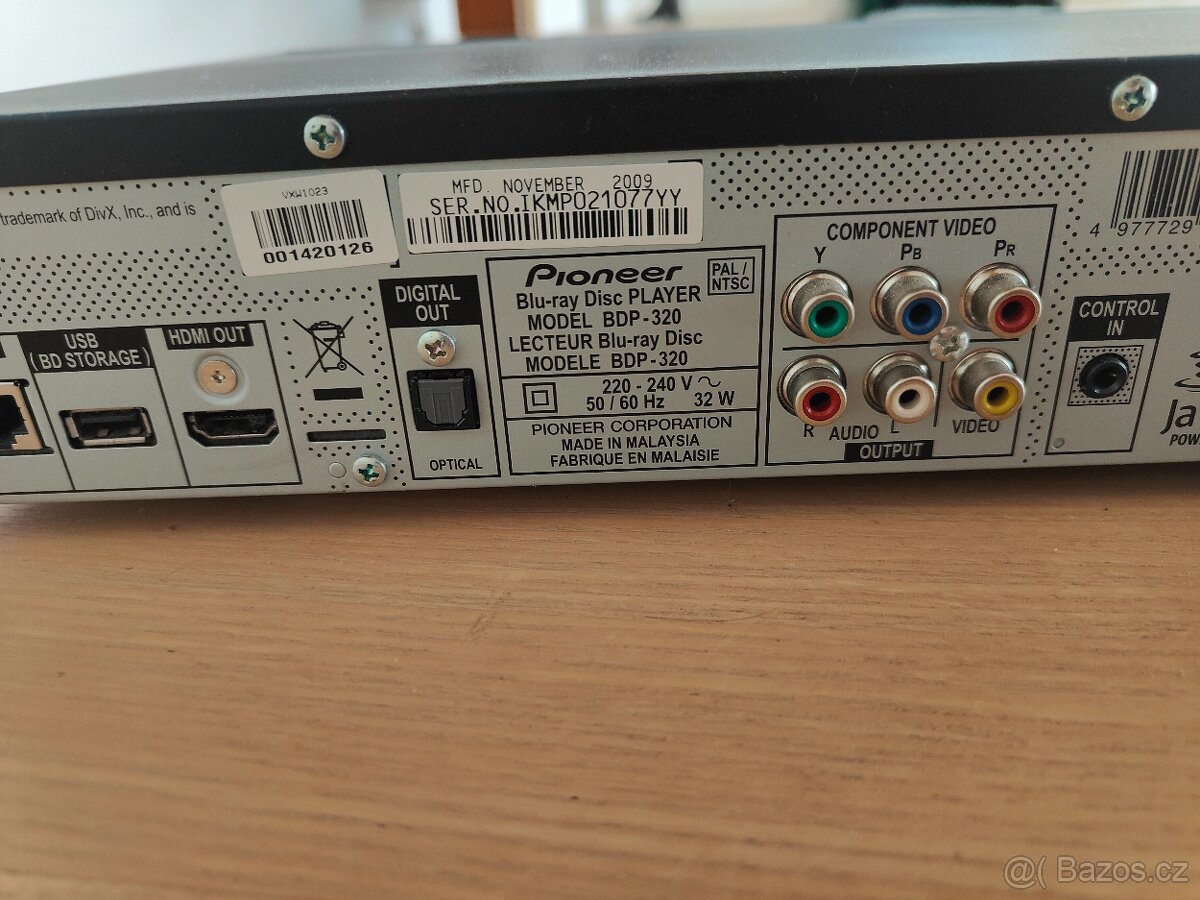 trademark of DivX, Inc., and is
VXW1023
001420126
MFD. NOVEMBER 2009
SER.NO.IKMP021077YY
4 977729
USB
(BD STORAGE)
HDMI OUT
DIGITAL
OUT
OPTICAL
Pioneer
PAL/
NTSC
Blu-ray Disc PLAYER
MODEL BDP-320
LECTEUR Blu-ray Disc
MODELE BDP-320
220 - 240 V
50 / 60 Hz 32 W
PIONEER CORPORATION
MADE IN MALAYSIA
FABRIQUE EN MALAISIE
COMPONENT VIDEO
Y PB PR
R AUDIO L VIDEO
OUTPUT
CONTROL
IN
Ja
POW
@( Bazos.cz